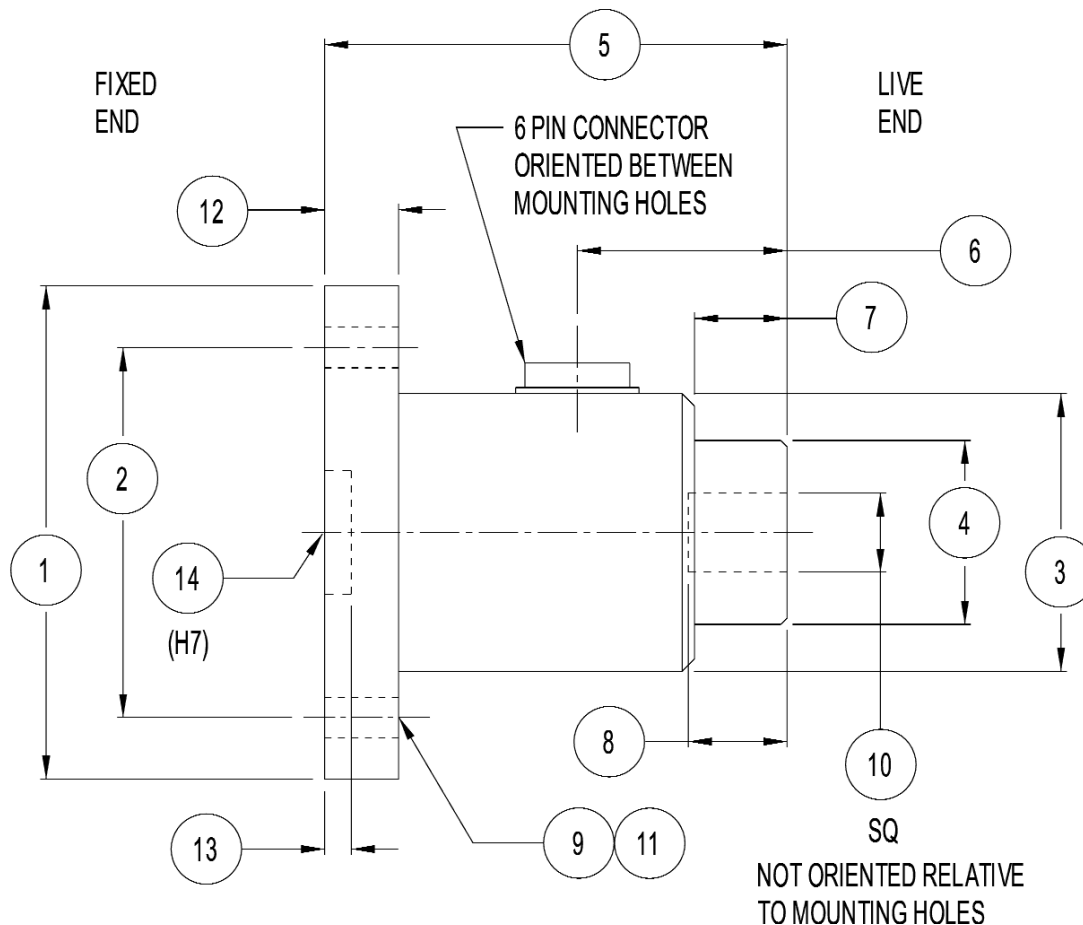 5
FIXED
END
LIVE
END
6 PIN CONNECTOR
ORIENTED BETWEEN
MOUNTING HOLES
12
6
7
2
4
1
14
3
(H7)
8
10
13
9
11
SQ
NOT ORIENTED RELATIVE
TO MOUNTING HOLES